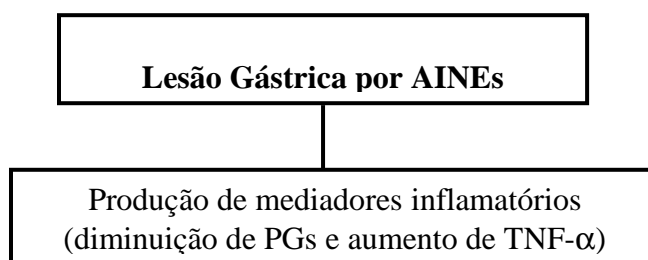 Lesão Gástrica por AINEs
Produção de mediadores inflamatórios
(diminuição de PGs e aumento de TNF-α)